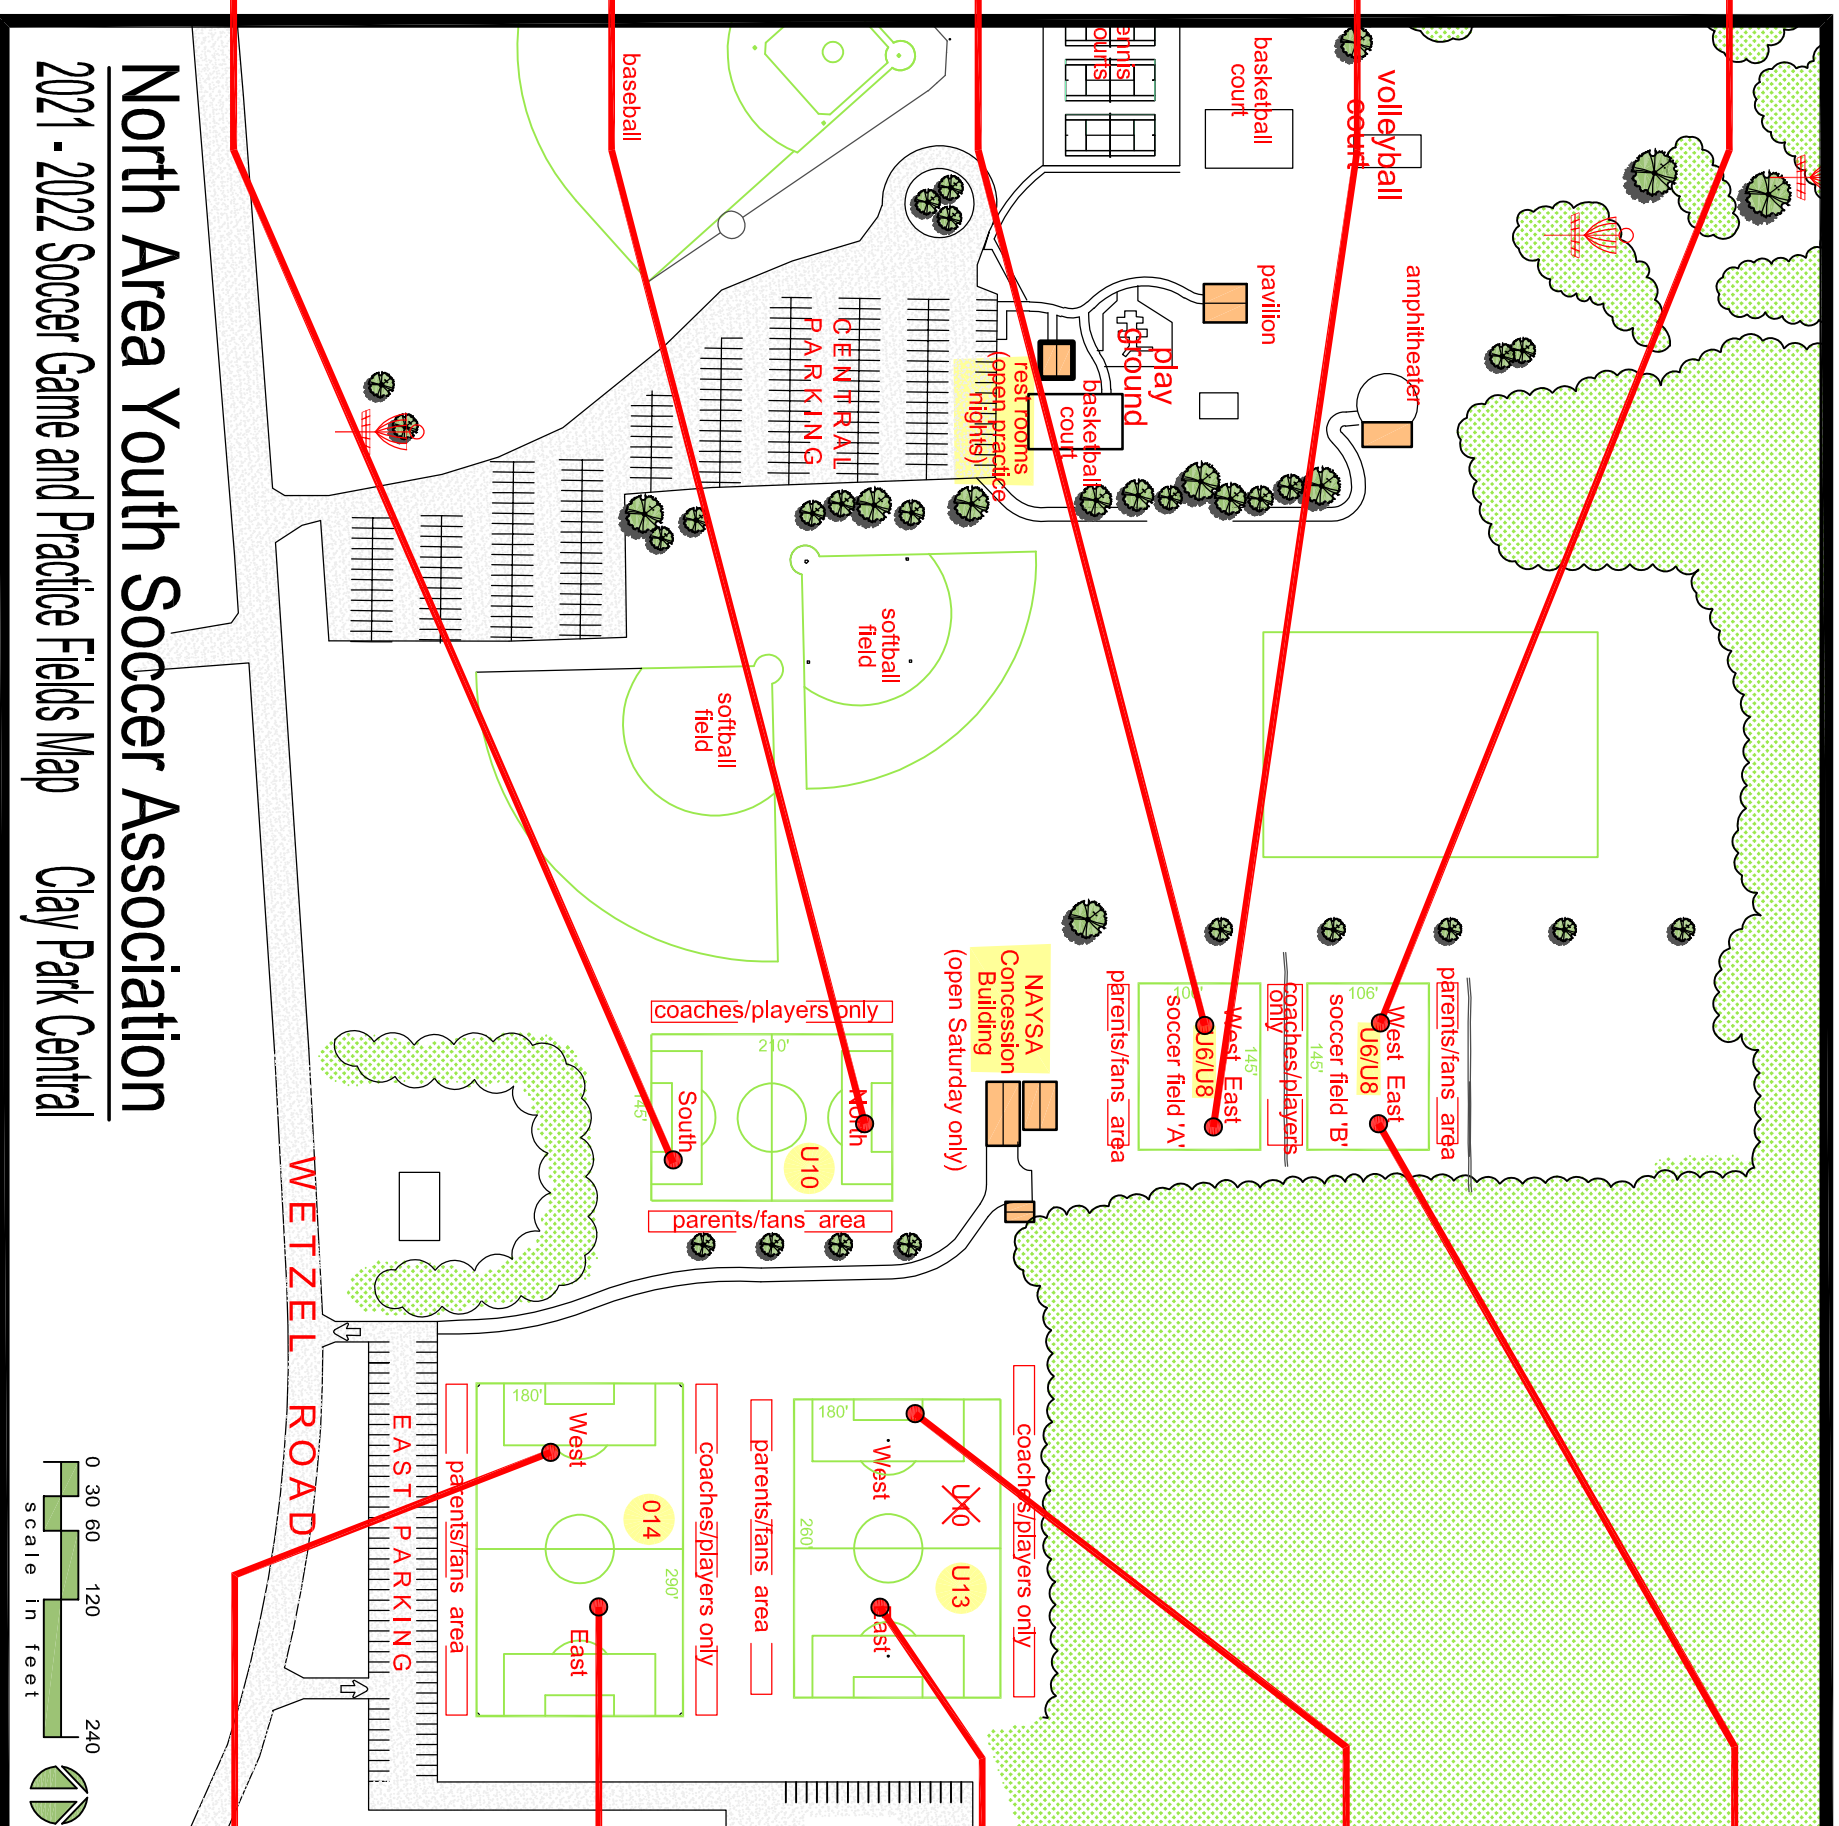 North Area Youth Soccer Association
2021 - 2022 Soccer Game and Practice Fields Map
Clay Park Central
baseball
ennis
ourts
basketball
court
volleyball
court
pavilion
amphitheater
play
ground
basketball
court
rest rooms
(open practice
nights)
CENTRAL
PARKING
softball
field
softball
field
NAYSA
Concession
Building
(open Saturday only)
parents/fans area
106'
West East
U6/U8
145'
soccer field 'B'
coaches/players
only
145'
West East
U6/U8
soccer field 'A'
parents/fans area
coaches/players only
210'
North
South
145'
U10
parents/fans area
WETZEL ROAD
EAST PARKING
coaches/players only
180'
West
U10
U13
260'
East
parents/fans area
coaches/players only
180'
West
014
290'
East
parents/fans area
0 30 60 120 240
scale in feet